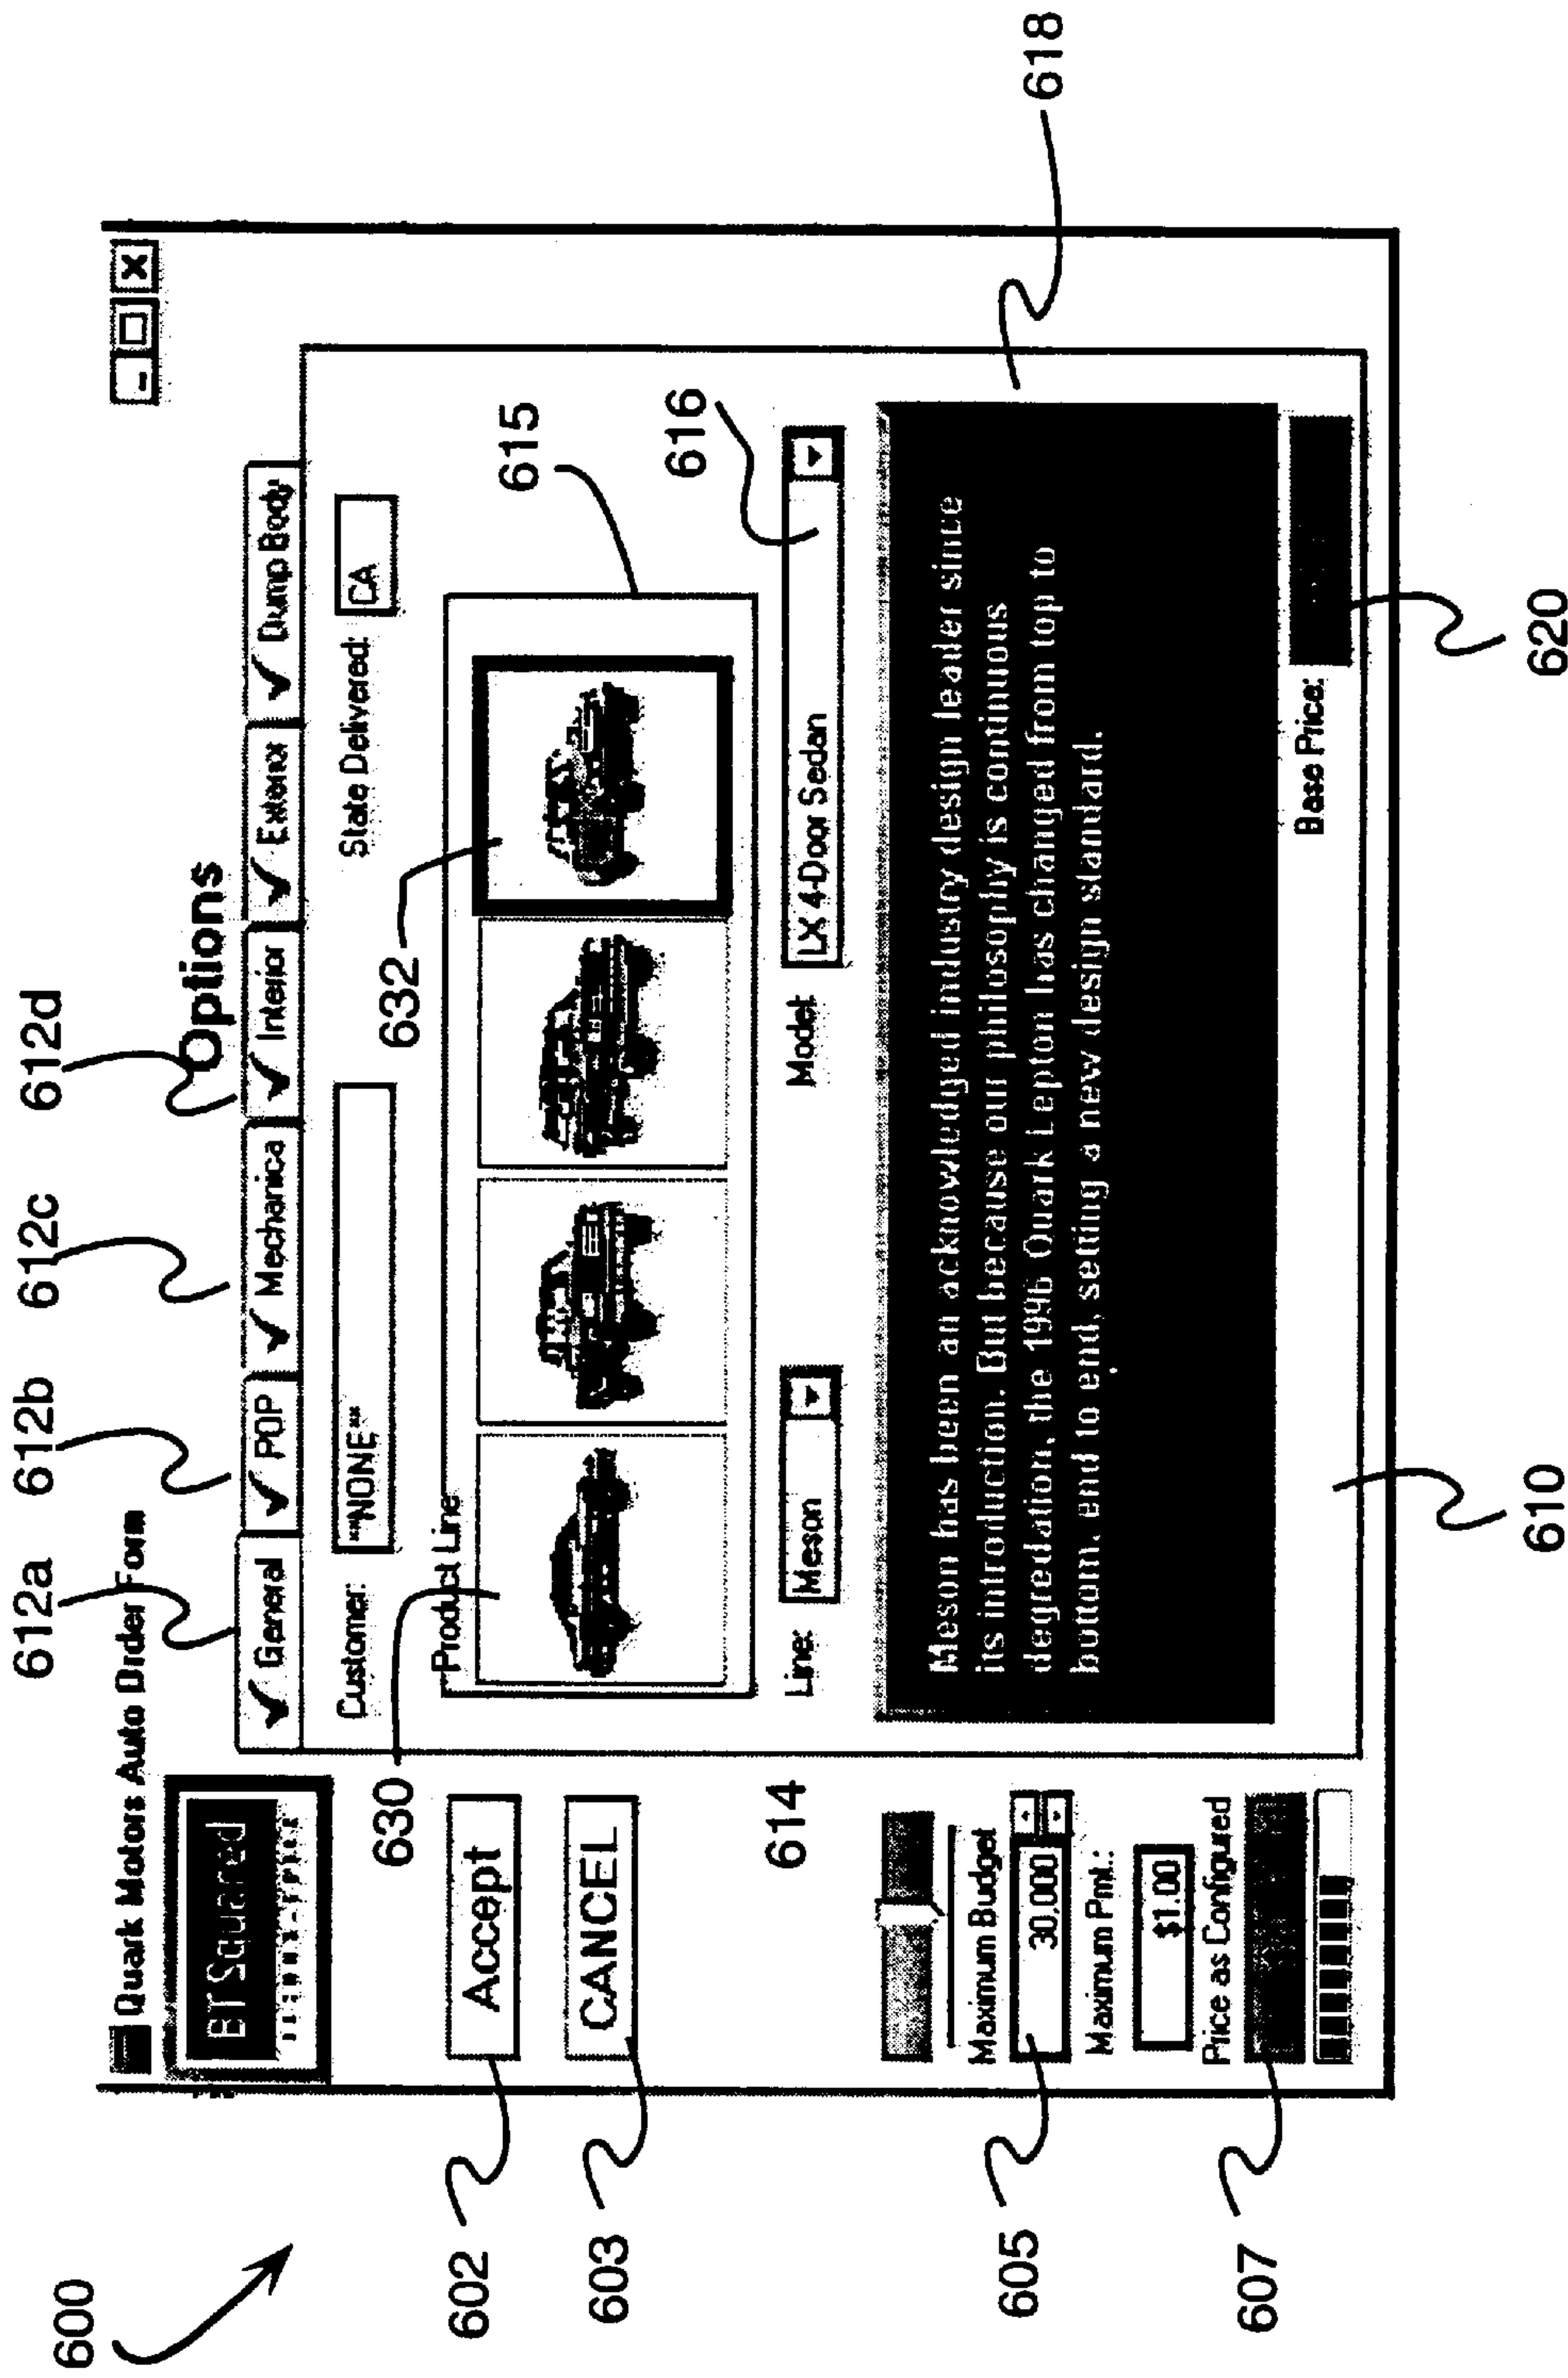 600
612a 612b 612c 612d
Quark Motors Auto Order Form
BT Squared
Options
General POP Mechanica Interior Exterior Dump Body
Customer: **NONE** State Delivered: CA
602 Accept
603 CANCEL
630
632
615
Product Line
614
616
Line: Meson Model: LX 4-Door Sedan
618
Meson has been an acknowledged industry design leader since
its introduction. But because our philosophy is continuous
degredation, the 1996 Quark Lepton has changed from top to
bottom, end to end, setting a new design standard.
Maximum Budget
605 30,000
Maximum Pmt.:
$1.00
Price as Configured
607
Base Price:
610
620